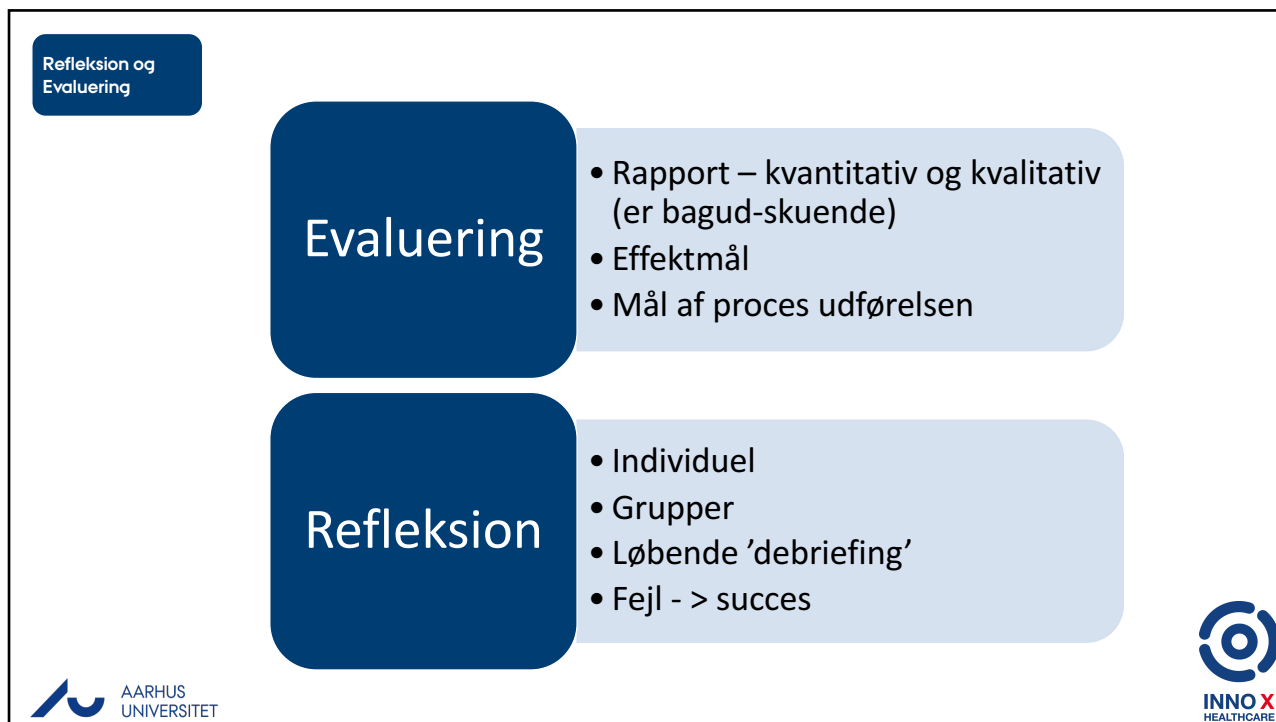 Refleksion og
Evaluering
Evaluering
• Rapport – kvantitativ og kvalitativ
(er bagud-skuende)
• Effektmål
• Mål af proces udførelsen
Refleksion
• Individuel
• Grupper
• Løbende ’debriefing’
• Fejl - > succes
AARHUS
UNIVERSITET
INNO X
HEALTHCARE